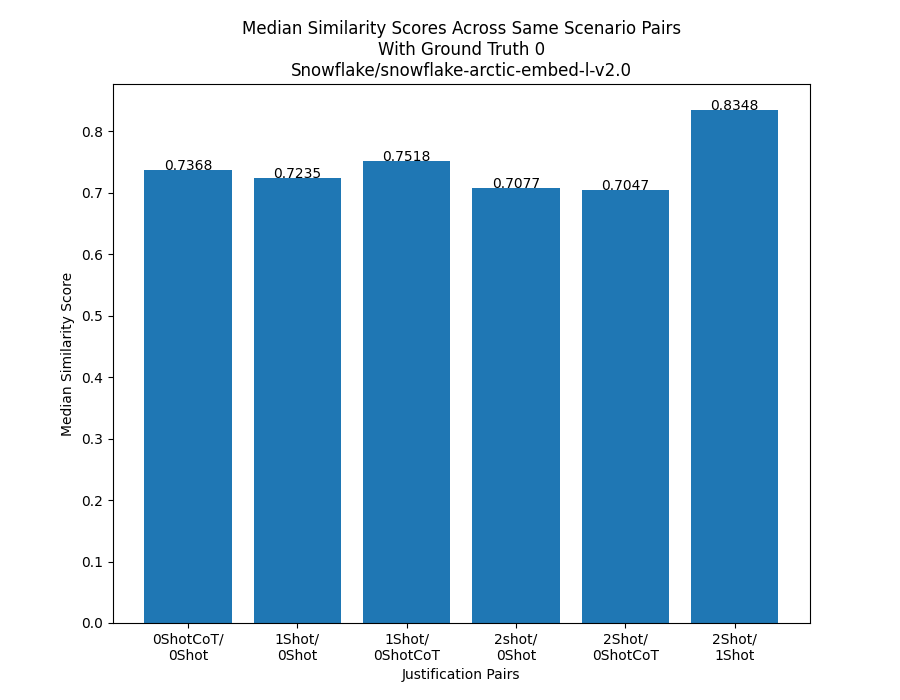 Median Similarity Scores Across Same Scenario Pairs
With Ground Truth 0
Snowflake/snowflake-arctic-embed-l-v2.0
0.8348
0.7368
0.7235
0.7518
0.7077
0.7047
Median Similarity Score
0.8
0.7
0.6
0.5
0.4
0.3
0.2
0.1
0.0
0ShotCoT/
0Shot
1Shot/
0Shot
1Shot/
0ShotCoT
2shot/
0Shot
2Shot/
0ShotCoT
2Shot/
1Shot
Justification Pairs